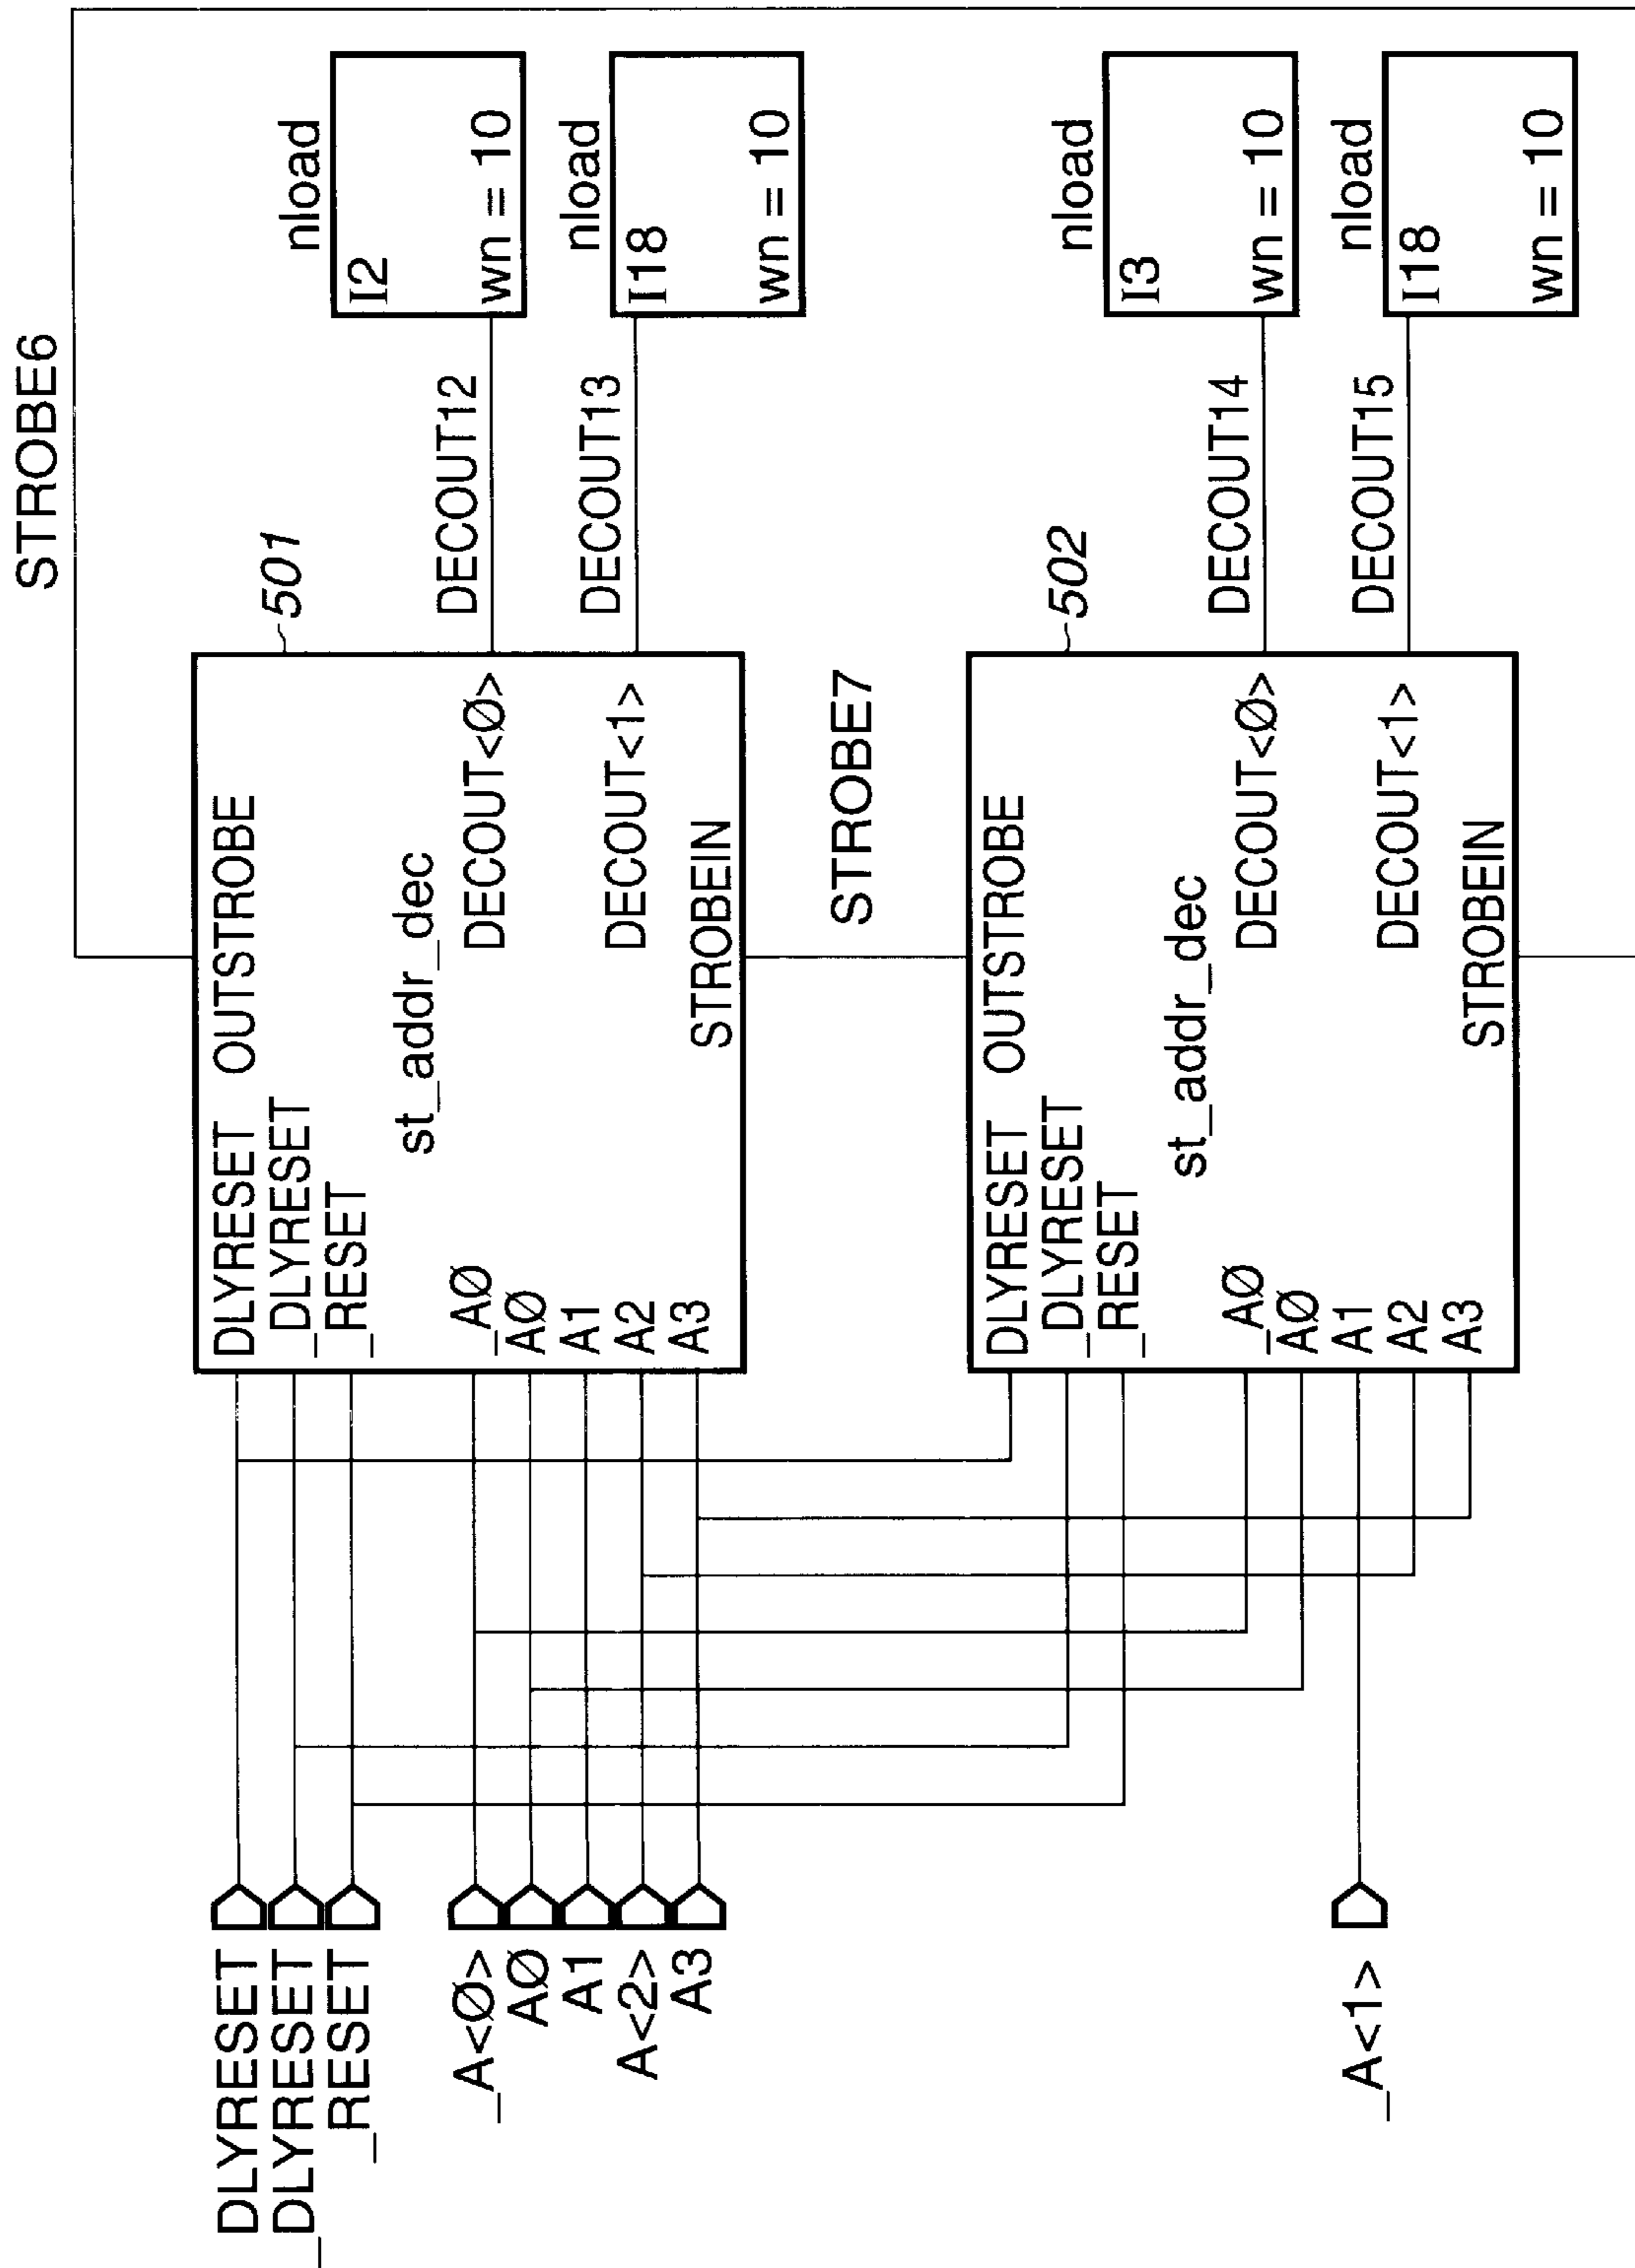 STROBE6
DLYRESET
_DLYRESET
_RESET
_A<Ø>
AØ
A1
A<2>
A3
_A<1>
501
DLYRESET OUTSTROBE
_DLYRESET
_RESET
st_addr_dec
_AØ
AØ
A1
A2
A3
DECOUT<Ø>
DECOUT<1>
STROBEIN
DECOUT12
DECOUT13
nload
I2
wn = 10
nload
I18
wn = 10
STROBE7
502
DLYRESET OUTSTROBE
_DLYRESET
_RESET
st_addr_dec
_AØ
AØ
A1
A2
A3
DECOUT<Ø>
DECOUT<1>
STROBEIN
DECOUT14
DECOUT15
nload
I3
wn = 10
nload
I18
wn = 10